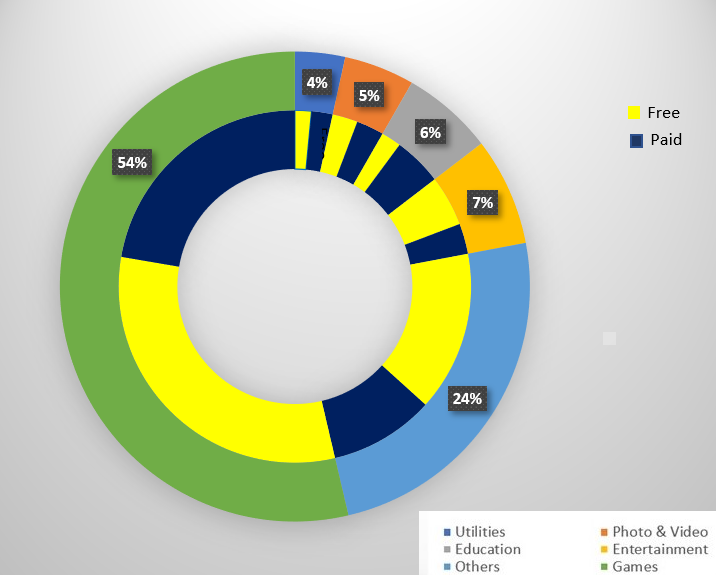 4%
5%
6%
54%
7%
24%
Free
Paid
Utilities
Photo & Video
Education
Entertainment
Others
Games